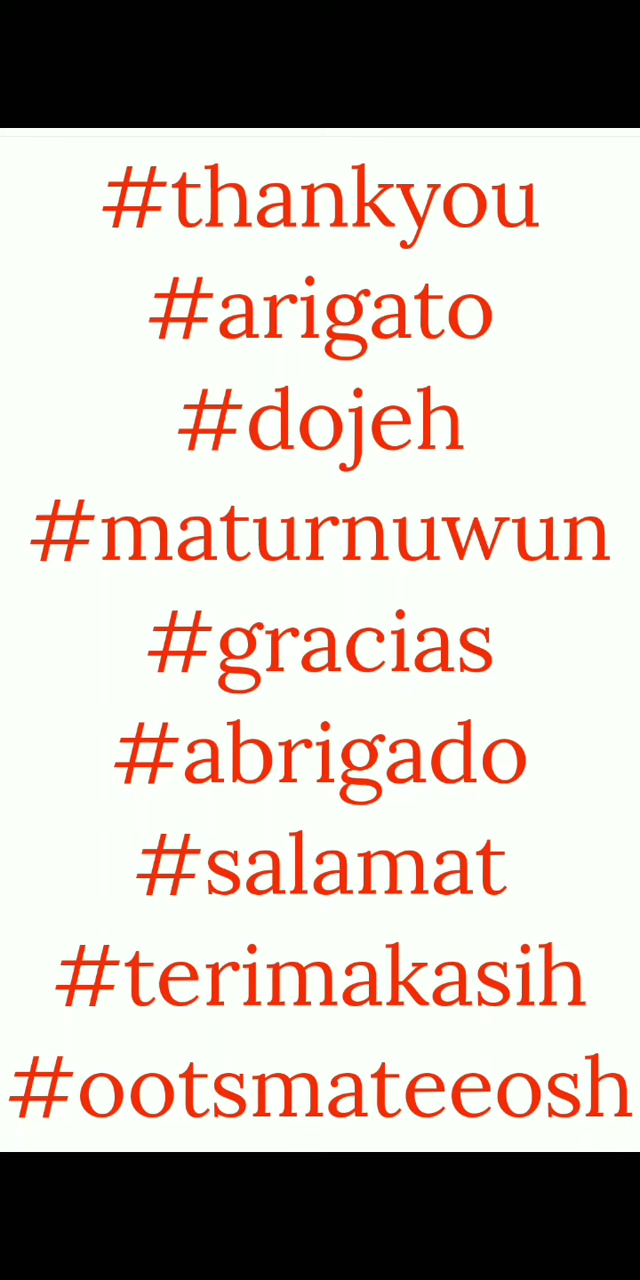 #thankyou
#arigato
#dojeh
#maturnuwun
#gracias
#abrigado
#salamat
#terimakasih
#ootsmateeosh